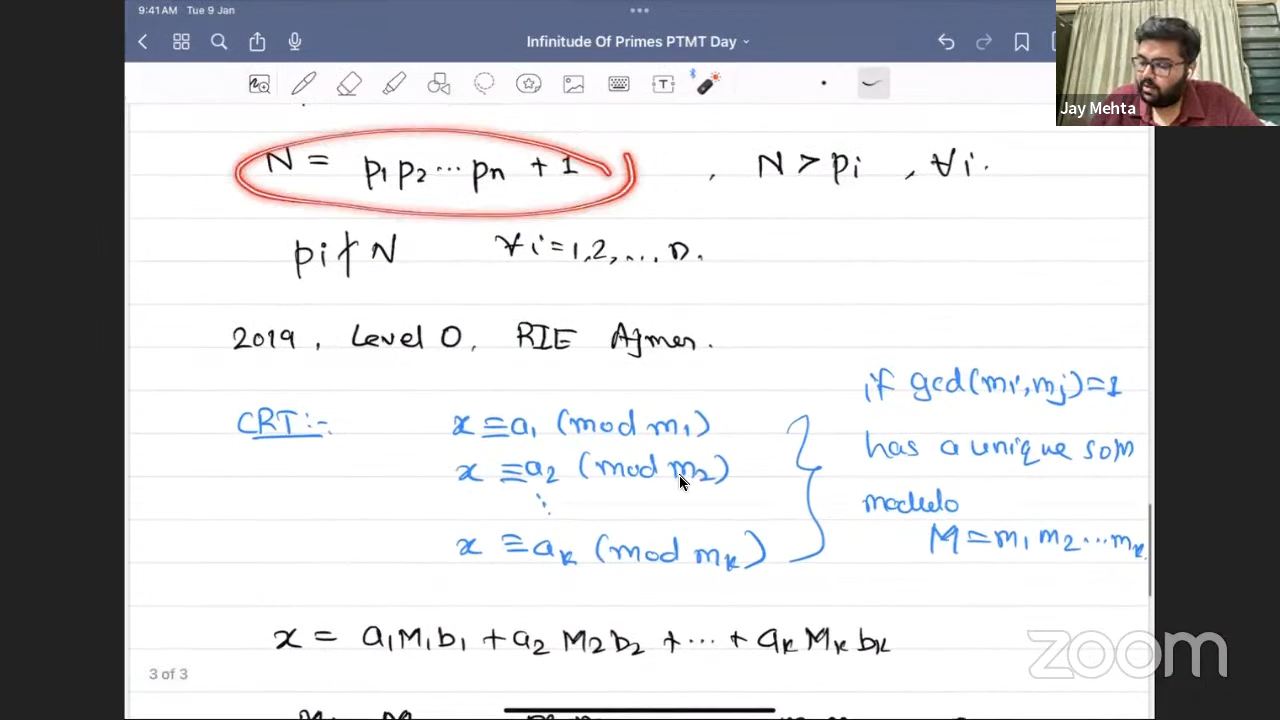 9:41 AM Tue 9 Jan
Infinitude Of Primes PTMT Day
Jay Mehta
N = p₁ p₂ ... pₙ + 1 , N > pᵢ , ∀ i.
pᵢ ∤ N ∀ i = 1, 2, ... n.
2019, Level O, RIE Ajmer.
CRT :-
x ≡ a₁ (mod m₁)
x ≡ a₂ (mod m₂)
⋮
x ≡ aₖ (mod mₖ)
if gcd(mᵢ, mⱼ) = 1
has a unique solⁿ
modulo
M = m₁ m₂ ... mₖ
x = a₁M₁b₁ + a₂M₂b₂ + ... + aₖMₖbₖ
3 of 3
zoom